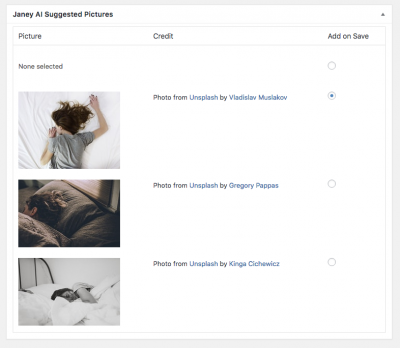 Janey AI Suggested Pictures
Picture Credit Add on Save
None selected
Photo from Unsplash by Vladislav Muslakov
Photo from Unsplash by Gregory Pappas
Photo from Unsplash by Kinga Cichewicz